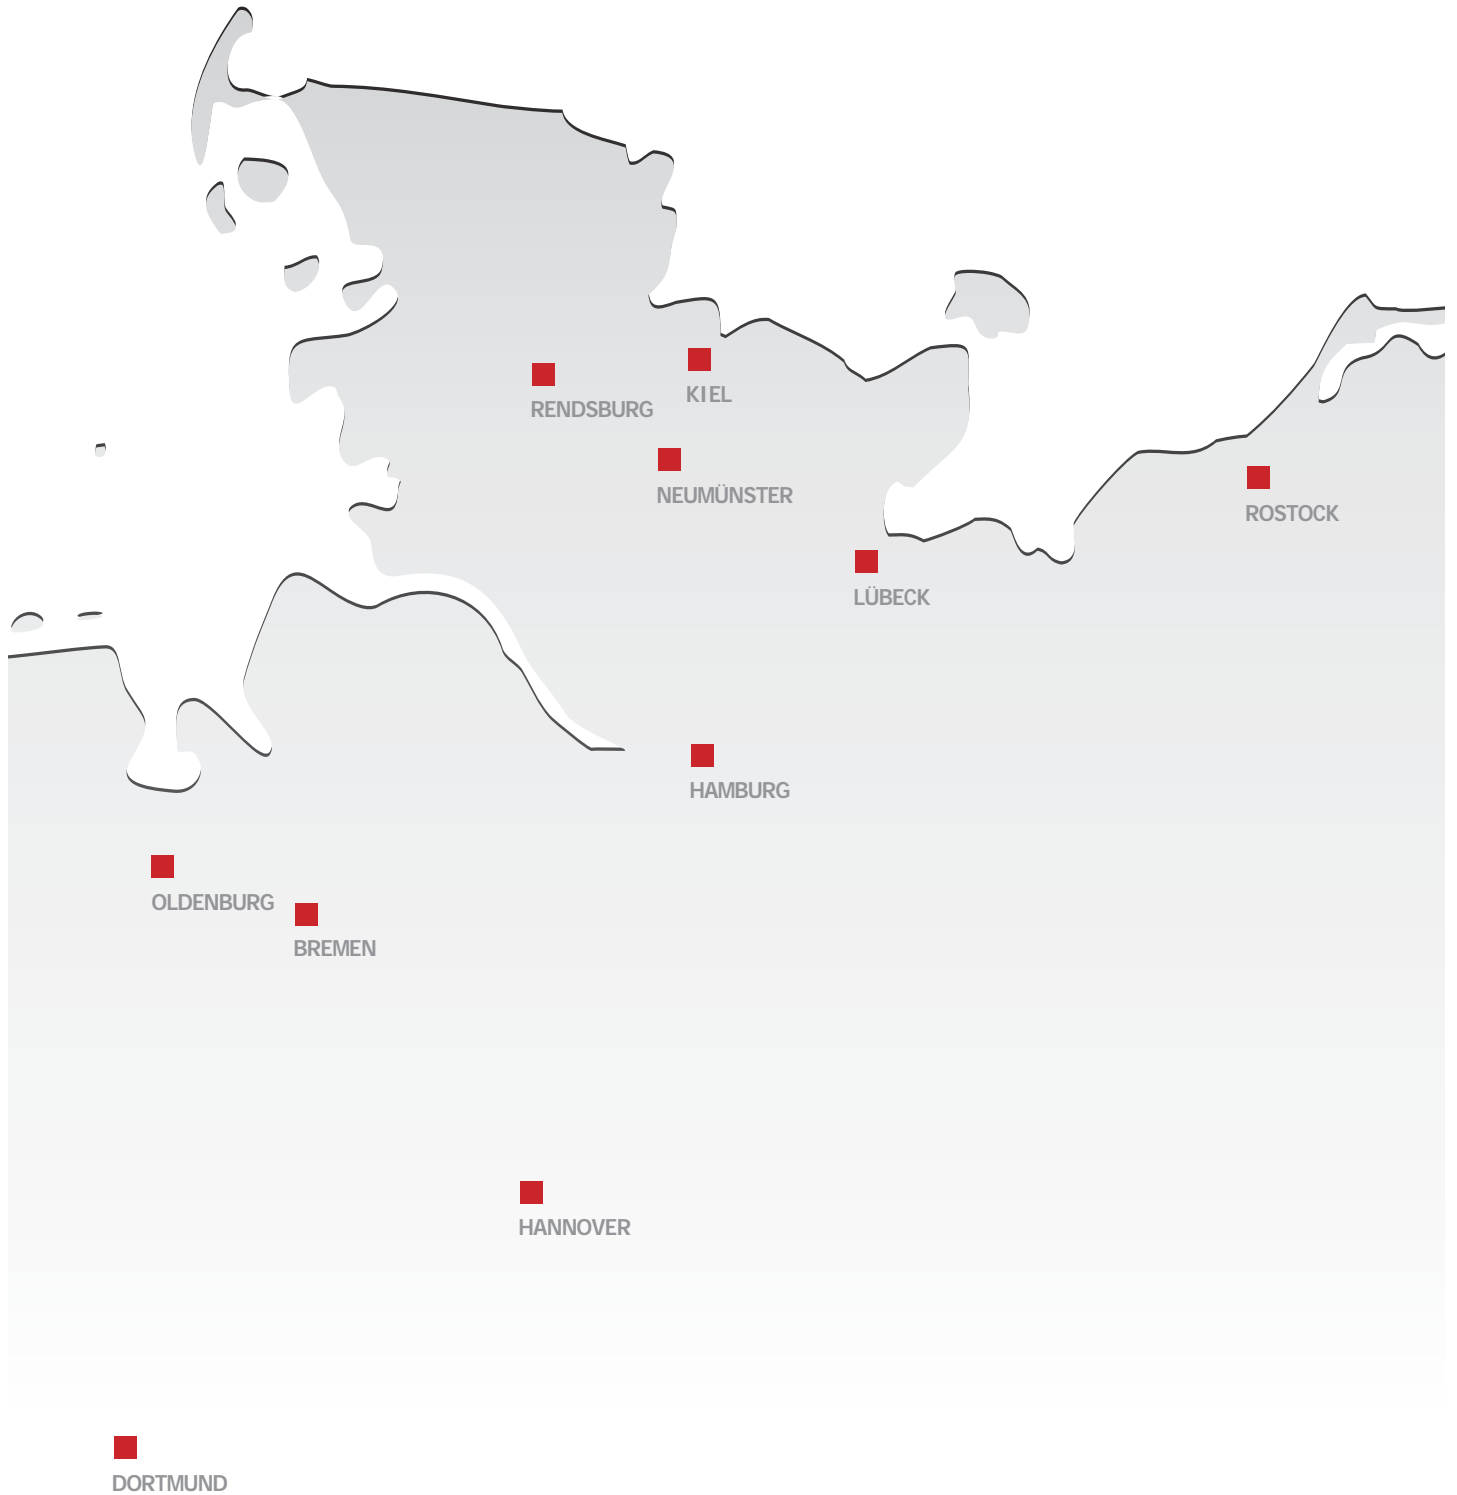 KIEL
RENDSBURG
NEUMÜNSTER
ROSTOCK
LÜBECK
HAMBURG
OLDENBURG
BREMEN
HANNOVER
DORTMUND